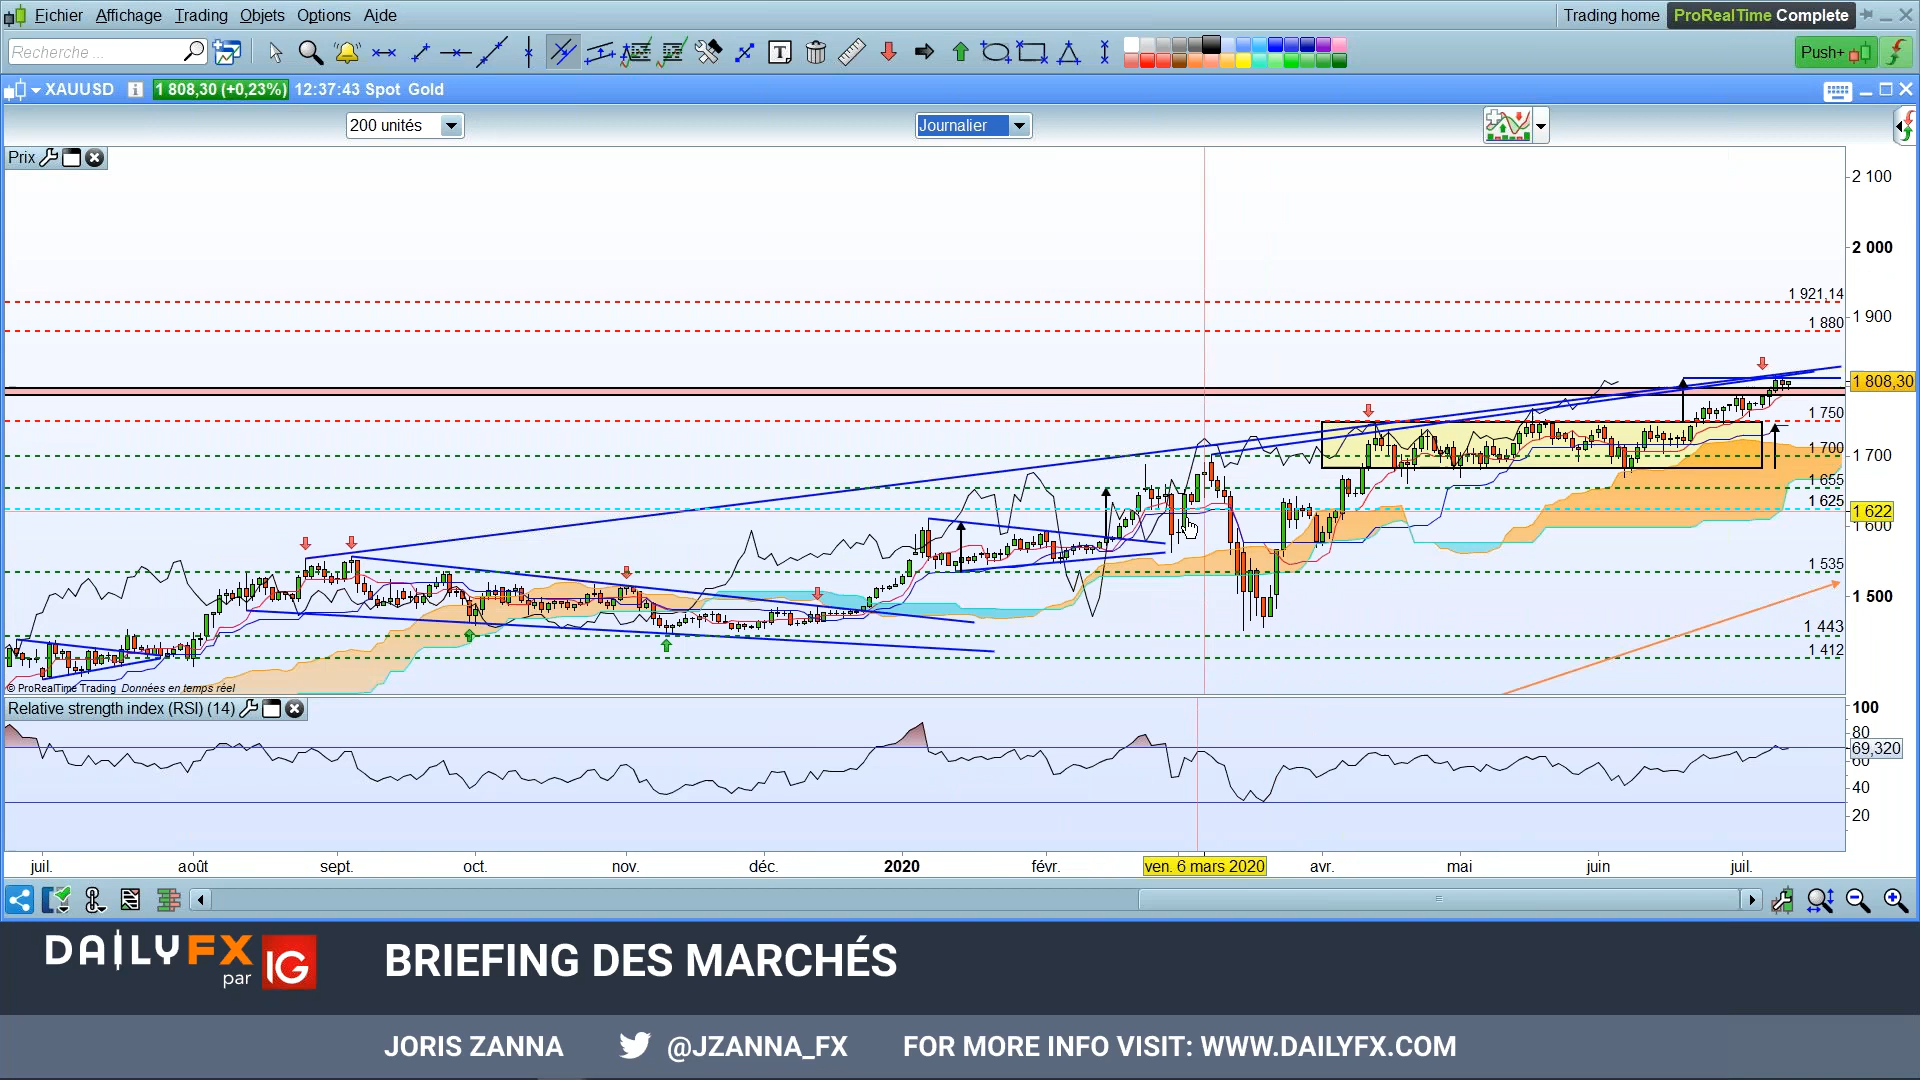 Fichier Affichage Trading Objets Options Aide
Trading home ProRealTime Complete
Recherche ...
T
Push+
XAUUSD i 1 808,30 (+0,23%) 12:37:43 Spot Gold
200 unités
Journalier
Prix
2 100
2 000
1 921,14
1 900
1 880
1 808,30
1 750
1 700
1 700
1 655
1 625
1 622
1600
1 535
1 500
1 443
1 412
© ProRealTime Trading Données en temps réel
Relative strength index (RSI) (14)
100
80
69,320
60
40
20
juil. août sept. oct. nov. déc. 2020 févr. ven. 6 mars 2020 avr. mai juin juil.
DAILYFX
par IG
BRIEFING DES MARCHÉS
JORIS ZANNA @JZANNA_FX FOR MORE INFO VISIT: WWW.DAILYFX.COM